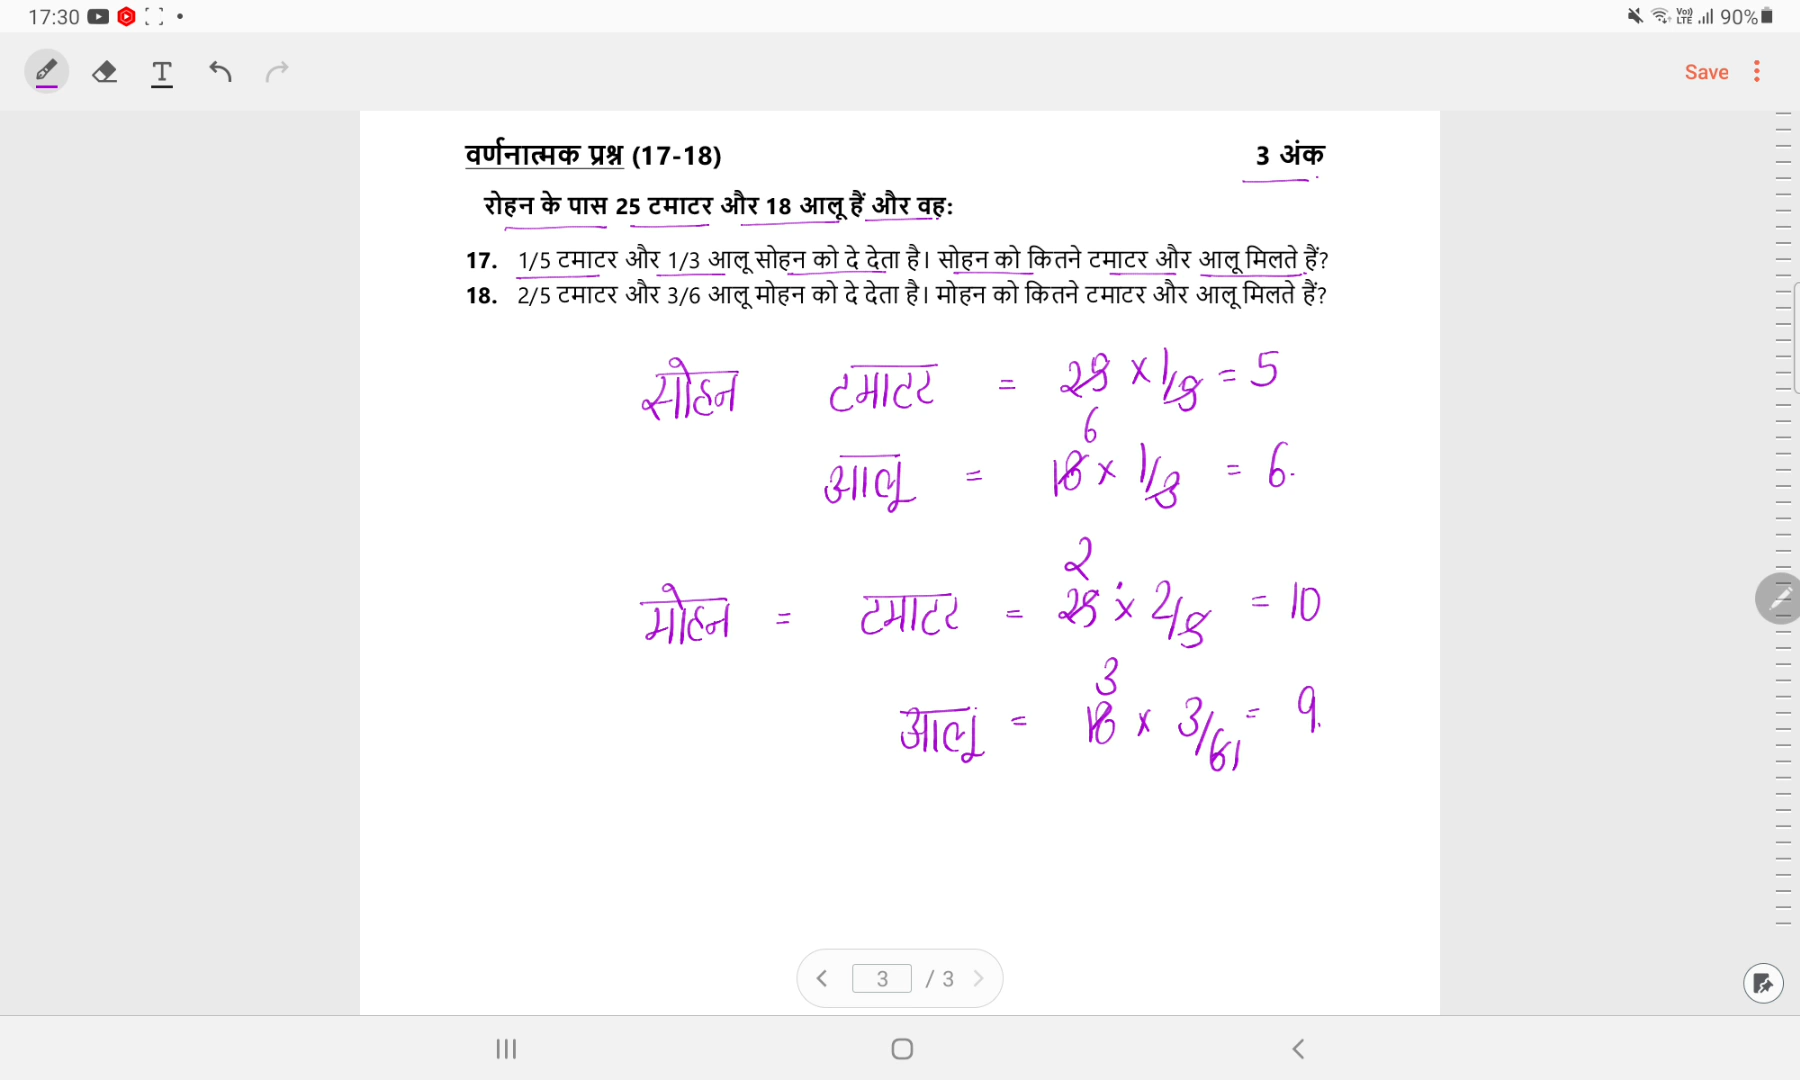 17:30 90%
Save
वर्णनात्मक प्रश्न (17-18) 3 अंक
रोहन के पास 25 टमाटर और 18 आलू हैं और वह:
17. 1/5 टमाटर और 1/3 आलू सोहन को दे देता है। सोहन को कितने टमाटर और आलू मिलते हैं?
18. 2/5 टमाटर और 3/6 आलू मोहन को दे देता है। मोहन को कितने टमाटर और आलू मिलते हैं?
सोहन टमाटर = 25 × 1/5 = 5
6
आलू = 18 × 1/3 = 6.
2
मोहन = टमाटर = 25 × 2/5 = 10
3
आलू = 18 × 3/61 = 9.
3 / 3